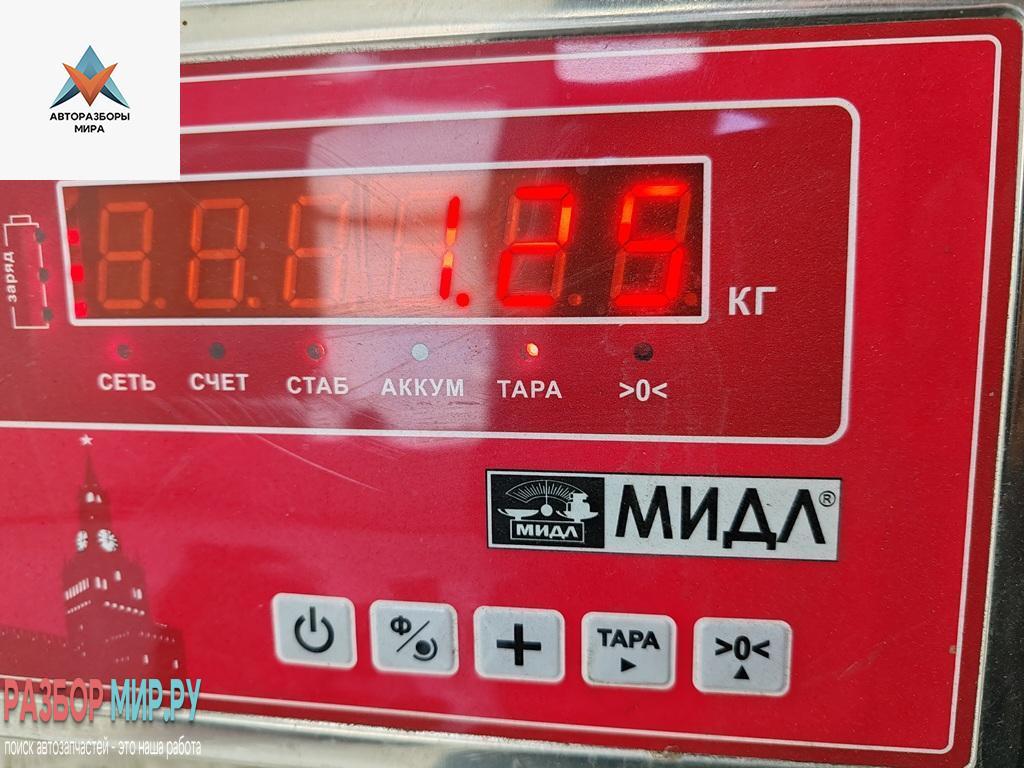 АВТОРАЗБОРЫ
МИРА
заряд
1.25
КГ
СЕТЬ СЧЕТ СТАБ АККУМ ТАРА >0<
МИДЛ МИДЛ®
Ф ТАРА >0<
РАЗБОР МИР.РУ
поиск автозапчастей - это наша работа